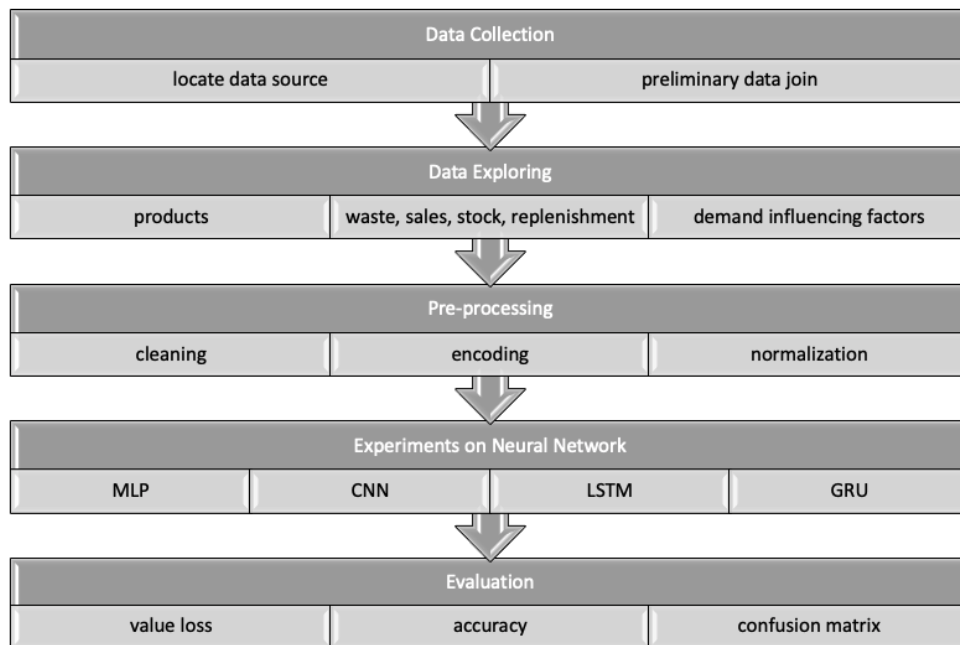 Data Collection
locate data source preliminary data join
Data Exploring
products waste, sales, stock, replenishment demand influencing factors
Pre-processing
cleaning encoding normalization
Experiments on Neural Network
MLP CNN LSTM GRU
Evaluation
value loss accuracy confusion matrix